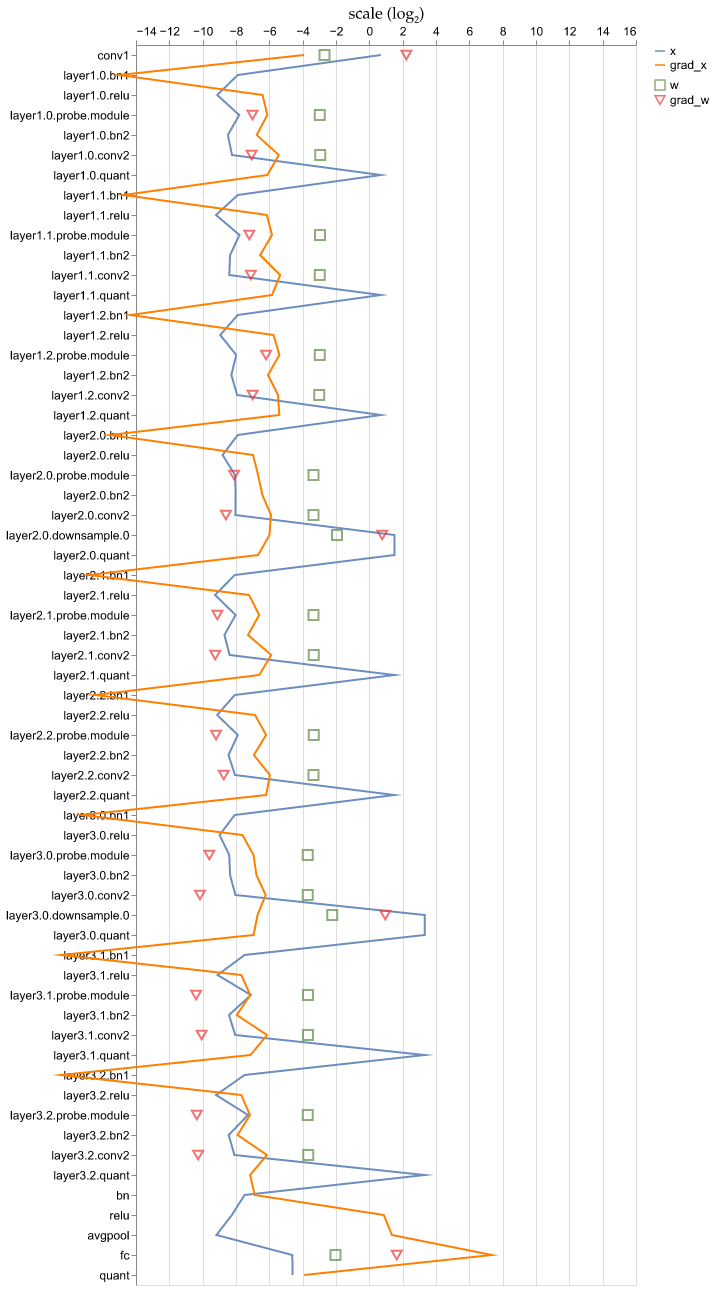 scale (log₂)
−14 −12 −10 −8 −6 −4 −2 0 2 4 6 8 10 12 14 16
x
grad_x
w
grad_w
conv1
layer1.0.bn1
layer1.0.relu
layer1.0.probe.module
layer1.0.bn2
layer1.0.conv2
layer1.0.quant
layer1.1.bn1
layer1.1.relu
layer1.1.probe.module
layer1.1.bn2
layer1.1.conv2
layer1.1.quant
layer1.2.bn1
layer1.2.relu
layer1.2.probe.module
layer1.2.bn2
layer1.2.conv2
layer1.2.quant
layer2.0.bn1
layer2.0.relu
layer2.0.probe.module
layer2.0.bn2
layer2.0.conv2
layer2.0.downsample.0
layer2.0.quant
layer2.1.bn1
layer2.1.relu
layer2.1.probe.module
layer2.1.bn2
layer2.1.conv2
layer2.1.quant
layer2.2.bn1
layer2.2.relu
layer2.2.probe.module
layer2.2.bn2
layer2.2.conv2
layer2.2.quant
layer3.0.bn1
layer3.0.relu
layer3.0.probe.module
layer3.0.bn2
layer3.0.conv2
layer3.0.downsample.0
layer3.0.quant
layer3.1.bn1
layer3.1.relu
layer3.1.probe.module
layer3.1.bn2
layer3.1.conv2
layer3.1.quant
layer3.2.bn1
layer3.2.relu
layer3.2.probe.module
layer3.2.bn2
layer3.2.conv2
layer3.2.quant
bn
relu
avgpool
fc
quant